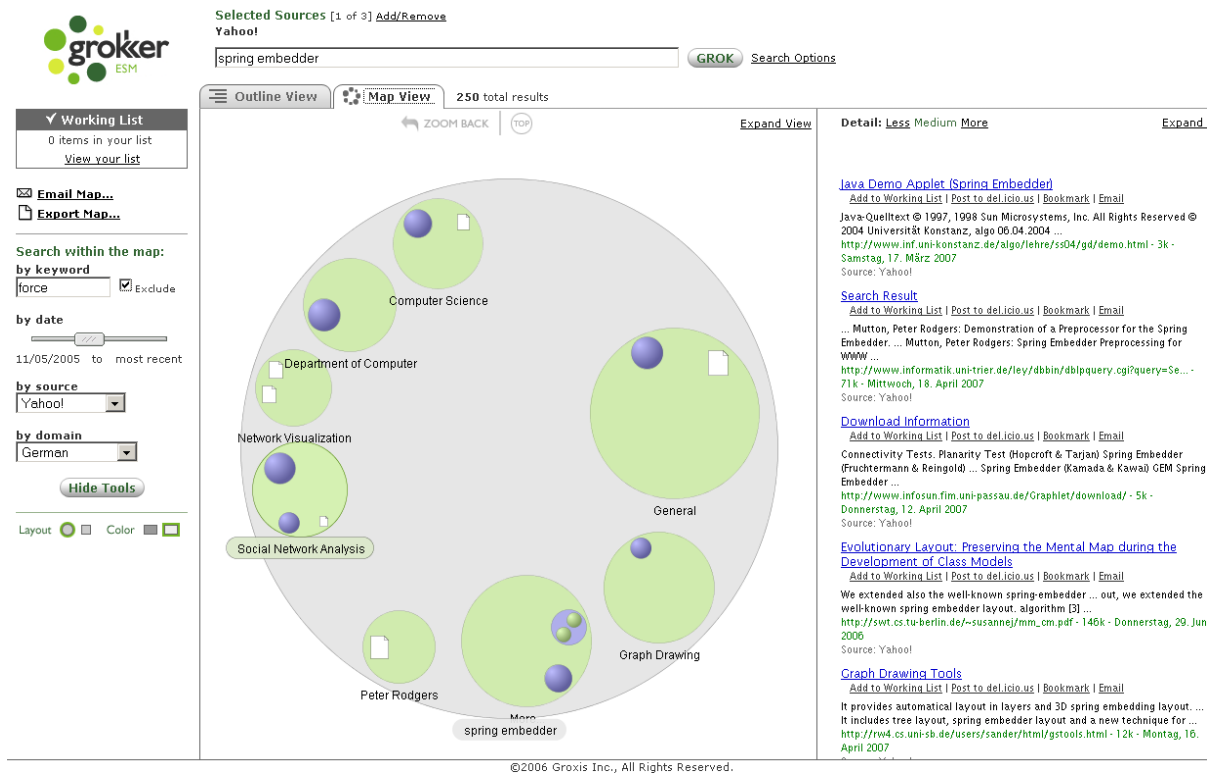 grokker
ESM
Selected Sources [1 of 3] Add/Remove
Yahoo!
spring embedder
GROK
Search Options
Outline View
Map View
250 total results
Working List
0 items in your list
View your list
Email Map...
Export Map...
Search within the map:
by keyword
force
Exclude
by date
11/05/2005 to most recent
by source
Yahoo!
by domain
German
Hide Tools
Layout
Color
ZOOM BACK
TOP
Expand View
Computer Science
Department of Computer
Network Visualization
Social Network Analysis
General
Graph Drawing
Peter Rodgers
More
spring embedder
Detail: Less Medium More
Expand
Java Demo Applet (Spring Embedder)
Add to Working List | Post to del.icio.us | Bookmark | Email
Java-Quelltext © 1997, 1998 Sun Microsystems, Inc. All Rights Reserved ©
2004 Universität Konstanz, algo 06.04.2004 ...
http://www.inf.uni-konstanz.de/algo/lehre/ss04/gd/demo.html - 3k -
Samstag, 17. März 2007
Source: Yahoo!
Search Result
Add to Working List | Post to del.icio.us | Bookmark | Email
... Mutton, Peter Rodgers: Demonstration of a Preprocessor for the Spring
Embedder. ... Mutton, Peter Rodgers: Spring Embedder Preprocessing for
WWW ...
http://www.informatik.uni-trier.de/ley/dbbin/dblpquery.cgi?query=Se... -
71k - Mittwoch, 18. April 2007
Source: Yahoo!
Download Information
Add to Working List | Post to del.icio.us | Bookmark | Email
Connectivity Tests. Planarity Test (Hopcroft & Tarjan) Spring Embedder
(Fruchtermann & Reingold) ... Spring Embedder (Kamada & Kawai) GEM Spring
Embedder ...
http://www.infosun.fim.uni-passau.de/Graphlet/download/ - 5k -
Donnerstag, 12. April 2007
Source: Yahoo!
Evolutionary Layout: Preserving the Mental Map during the
Development of Class Models
Add to Working List | Post to del.icio.us | Bookmark | Email
We extended also the well-known spring-embedder ... out, we extended the
well-known spring embedder layout. algorithm [3] ...
http://swt.cs.tu-berlin.de/~susannej/mm_cm.pdf - 146k - Donnerstag, 29. Jun
2006
Source: Yahoo!
Graph Drawing Tools
Add to Working List | Post to del.icio.us | Bookmark | Email
It provides automatical layout in layers and 3D spring embedding layout. ...
It includes tree layout, spring embedder layout and a new technique for ...
http://rw4.cs.uni-sb.de/users/sander/html/gstools.html - 12k - Montag, 16.
April 2007
©2006 Groxis Inc., All Rights Reserved.